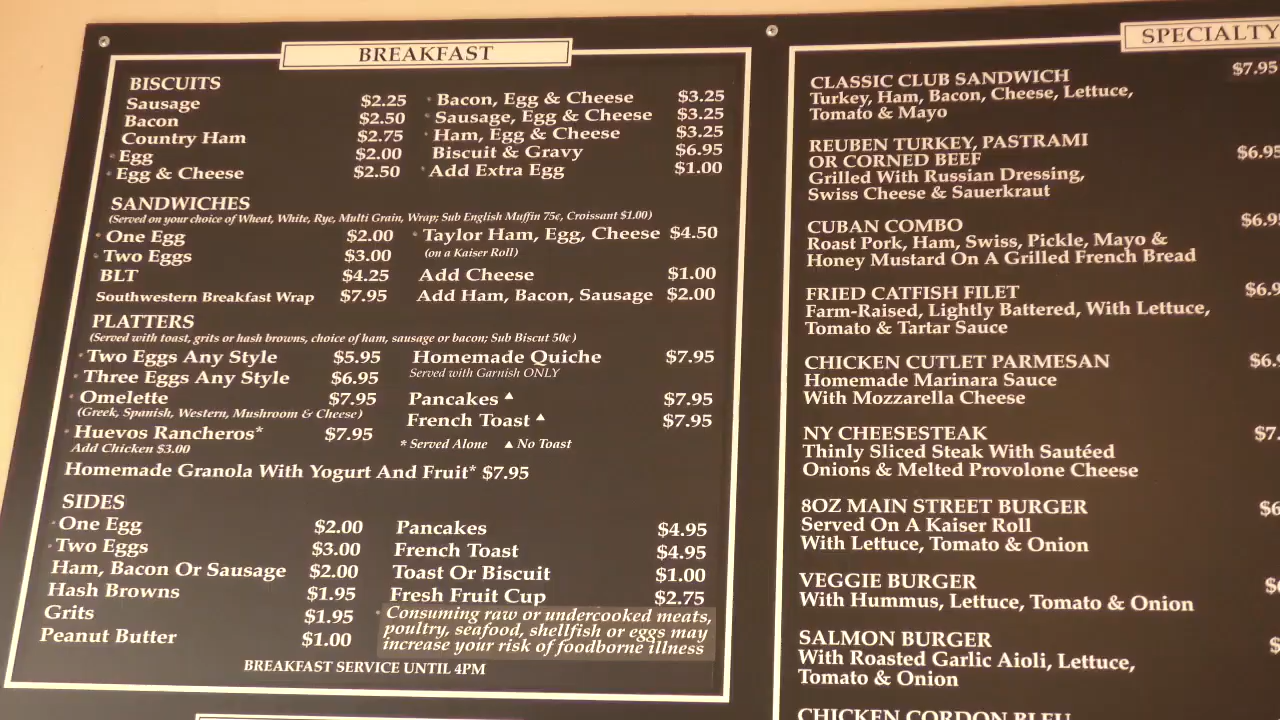 BREAKFAST
BISCUITS
Sausage $2.25
Bacon $2.50
Country Ham $2.75
Egg $2.00
Egg & Cheese $2.50
Bacon, Egg & Cheese $3.25
Sausage, Egg & Cheese $3.25
Ham, Egg & Cheese $3.25
Biscuit & Gravy $6.95
Add Extra Egg $1.00
SANDWICHES
(Served on your choice of Wheat, White, Rye, Multi Grain, Wrap; Sub English Muffin 75¢, Croissant $1.00)
One Egg $2.00
Two Eggs $3.00
BLT $4.25
Southwestern Breakfast Wrap $7.95
Taylor Ham, Egg, Cheese $4.50
(on a Kaiser Roll)
Add Cheese $1.00
Add Ham, Bacon, Sausage $2.00
PLATTERS
(Served with toast, grits or hash browns, choice of ham, sausage or bacon; Sub Biscut 50¢)
Two Eggs Any Style $5.95
Three Eggs Any Style $6.95
Omelette $7.95
(Greek, Spanish, Western, Mushroom & Cheese)
Huevos Rancheros* $7.95
Add Chicken $3.00
Homemade Quiche $7.95
Served with Garnish ONLY
Pancakes ▲ $7.95
French Toast ▲ $7.95
* Served Alone ▲ No Toast
Homemade Granola With Yogurt And Fruit* $7.95
SIDES
One Egg $2.00
Two Eggs $3.00
Ham, Bacon Or Sausage $2.00
Hash Browns $1.95
Grits $1.95
Peanut Butter $1.00
Pancakes $4.95
French Toast $4.95
Toast Or Biscuit $1.00
Fresh Fruit Cup $2.75
Consuming raw or undercooked meats,
poultry, seafood, shellfish or eggs may
increase your risk of foodborne illness
BREAKFAST SERVICE UNTIL 4PM
SPECIALTY
CLASSIC CLUB SANDWICH $7.95
Turkey, Ham, Bacon, Cheese, Lettuce,
Tomato & Mayo
REUBEN TURKEY, PASTRAMI
OR CORNED BEEF $6.95
Grilled With Russian Dressing,
Swiss Cheese & Sauerkraut
CUBAN COMBO $6.9
Roast Pork, Ham, Swiss, Pickle, Mayo &
Honey Mustard On A Grilled French Bread
FRIED CATFISH FILET $6.9
Farm-Raised, Lightly Battered, With Lettuce,
Tomato & Tartar Sauce
CHICKEN CUTLET PARMESAN $6.9
Homemade Marinara Sauce
With Mozzarella Cheese
NY CHEESESTEAK $7.
Thinly Sliced Steak With Sautéed
Onions & Melted Provolone Cheese
8OZ MAIN STREET BURGER $6
Served On A Kaiser Roll
With Lettuce, Tomato & Onion
VEGGIE BURGER $
With Hummus, Lettuce, Tomato & Onion
SALMON BURGER $
With Roasted Garlic Aioli, Lettuce,
Tomato & Onion
CHICKEN CORDON BLEU